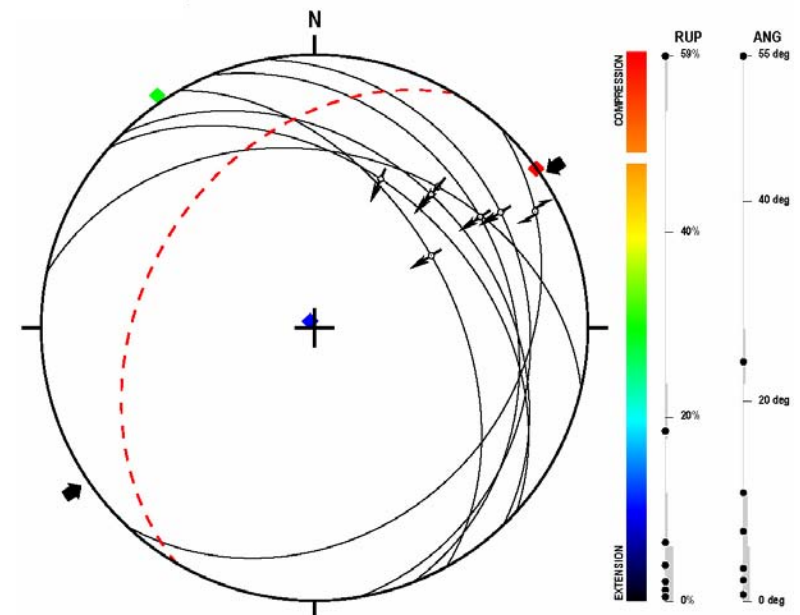 N
RUP
ANG
59%
55 deg
COMPRESSION
40 deg
40%
20 deg
20%
EXTENSION
0%
0 deg